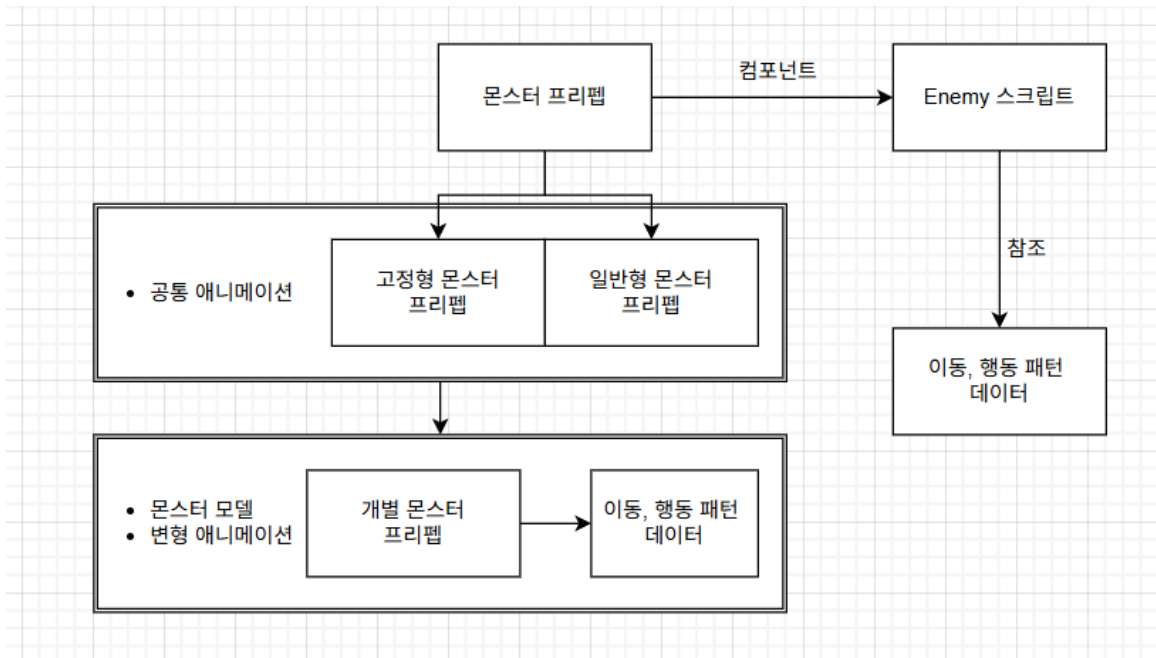 몬스터 프리펩
컴포넌트
Enemy 스크립트
• 공통 애니메이션
고정형 몬스터
프리펩
일반형 몬스터
프리펩
참조
이동, 행동 패턴
데이터
• 몬스터 모델
• 변형 애니메이션
개별 몬스터
프리펩
이동, 행동 패턴
데이터